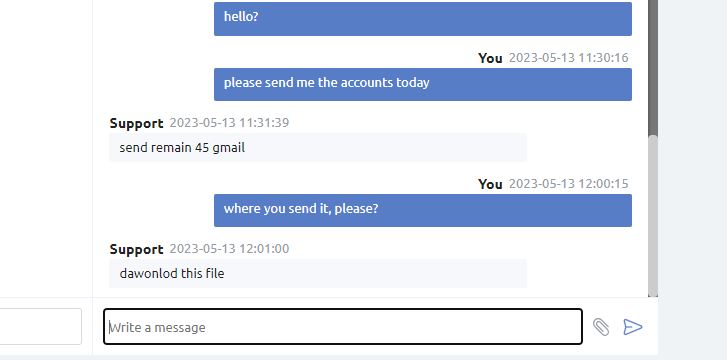 hello?
You 2023-05-13 11:30:16
please send me the accounts today
Support 2023-05-13 11:31:39
send remain 45 gmail
You 2023-05-13 12:00:15
where you send it, please?
Support 2023-05-13 12:01:00
dawonlod this file
Write a message